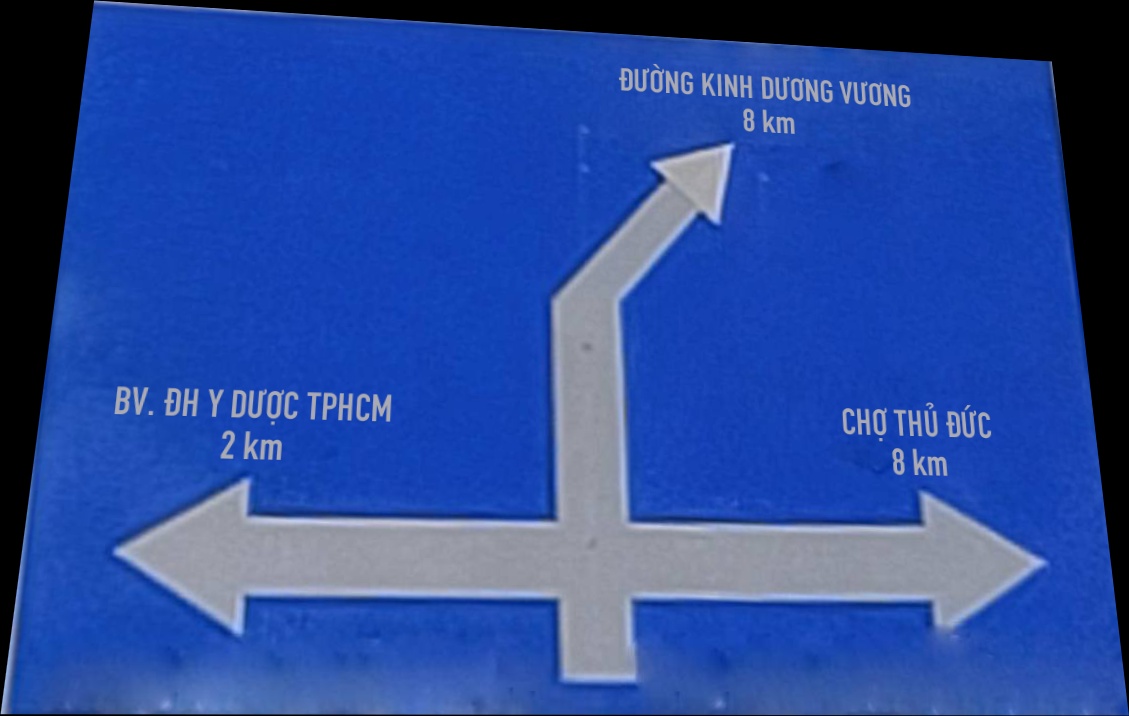 ĐƯỜNG KINH DƯƠNG VƯƠNG
8 km
BV. ĐH Y DƯỢC TPHCM
2 km
CHỢ THỦ ĐỨC
8 km